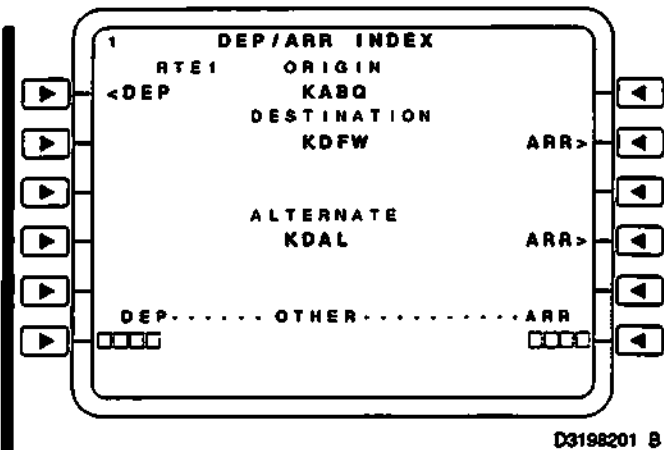 1 DEP/ARR INDEX
RTE1 ORIGIN
<DEP KABQ
DESTINATION
KDFW ARR>
ALTERNATE
KDAL ARR>
DEP······OTHER··········ARR
□□□□ □□□□
D3198201 B